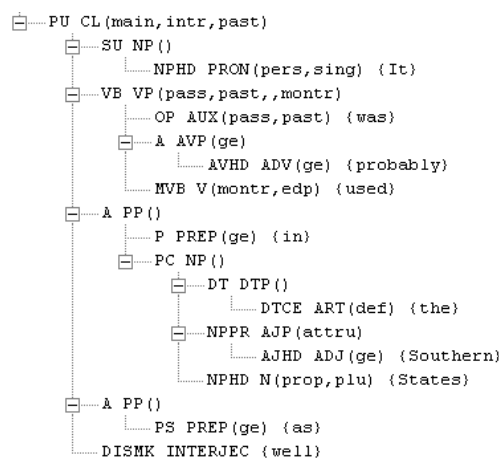 PU CL(main,intr,past)
SU NP()
NPHD PRON(pers,sing) {It}
VB VP(pass,past,,montr)
OP AUX(pass,past) {was}
A AVP(ge)
AVHD ADV(ge) {probably}
MVB V(montr,edp) {used}
A PP()
P PREP(ge) {in}
PC NP()
DT DTP()
DTCE ART(def) {the}
NPPR AJP(attru)
AJHD ADJ(ge) {Southern}
NPHD N(prop,plu) {States}
A PP()
PS PREP(ge) {as}
DISMK INTERJEC {well}